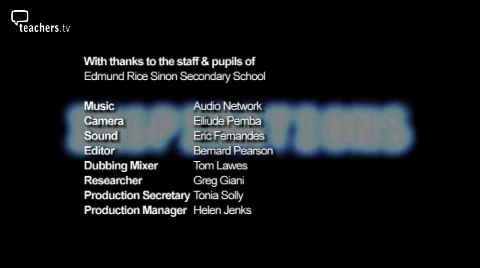 teachers.tv
With thanks to the staff & pupils of
Edmund Rice Sinon Secondary School
Music Audio Network
Camera Elliude Pemba
Sound Eric Fernandes
Editor Bernard Pearson
Dubbing Mixer Tom Lawes
Researcher Greg Giani
Production Secretary Tonia Solly
Production Manager Helen Jenks